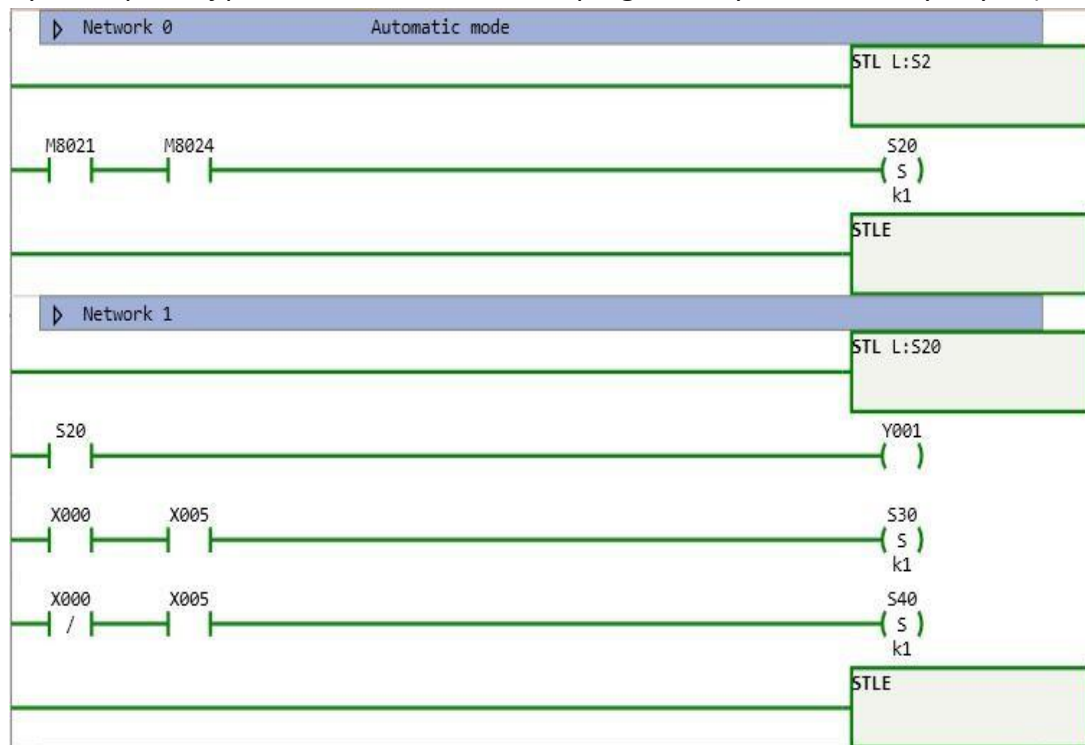 Network 0 Automatic mode
STL L:S2
M8021 M8024 S20
S
k1
STLE
Network 1
STL L:S20
S20 Y001
X000 X005 S30
S
k1
X000 X005 S40
/ S
k1
STLE